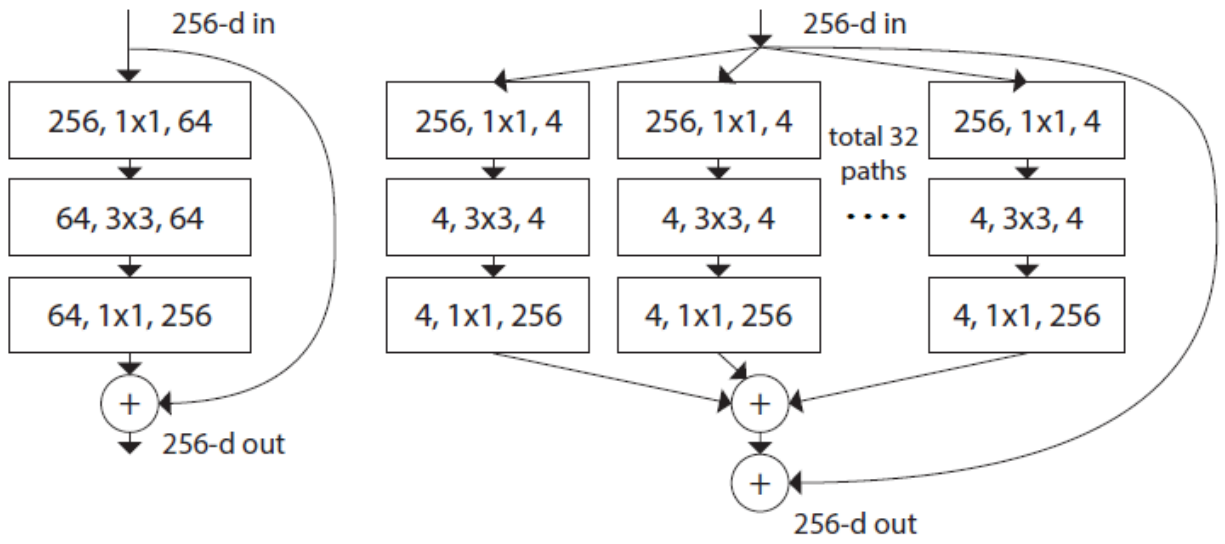 256-d in
256, 1x1, 64
64, 3x3, 64
64, 1x1, 256
+
256-d out
256-d in
256, 1x1, 4
256, 1x1, 4
total 32
paths
256, 1x1, 4
4, 3x3, 4
4, 3x3, 4
....
4, 3x3, 4
4, 1x1, 256
4, 1x1, 256
4, 1x1, 256
+
+
256-d out